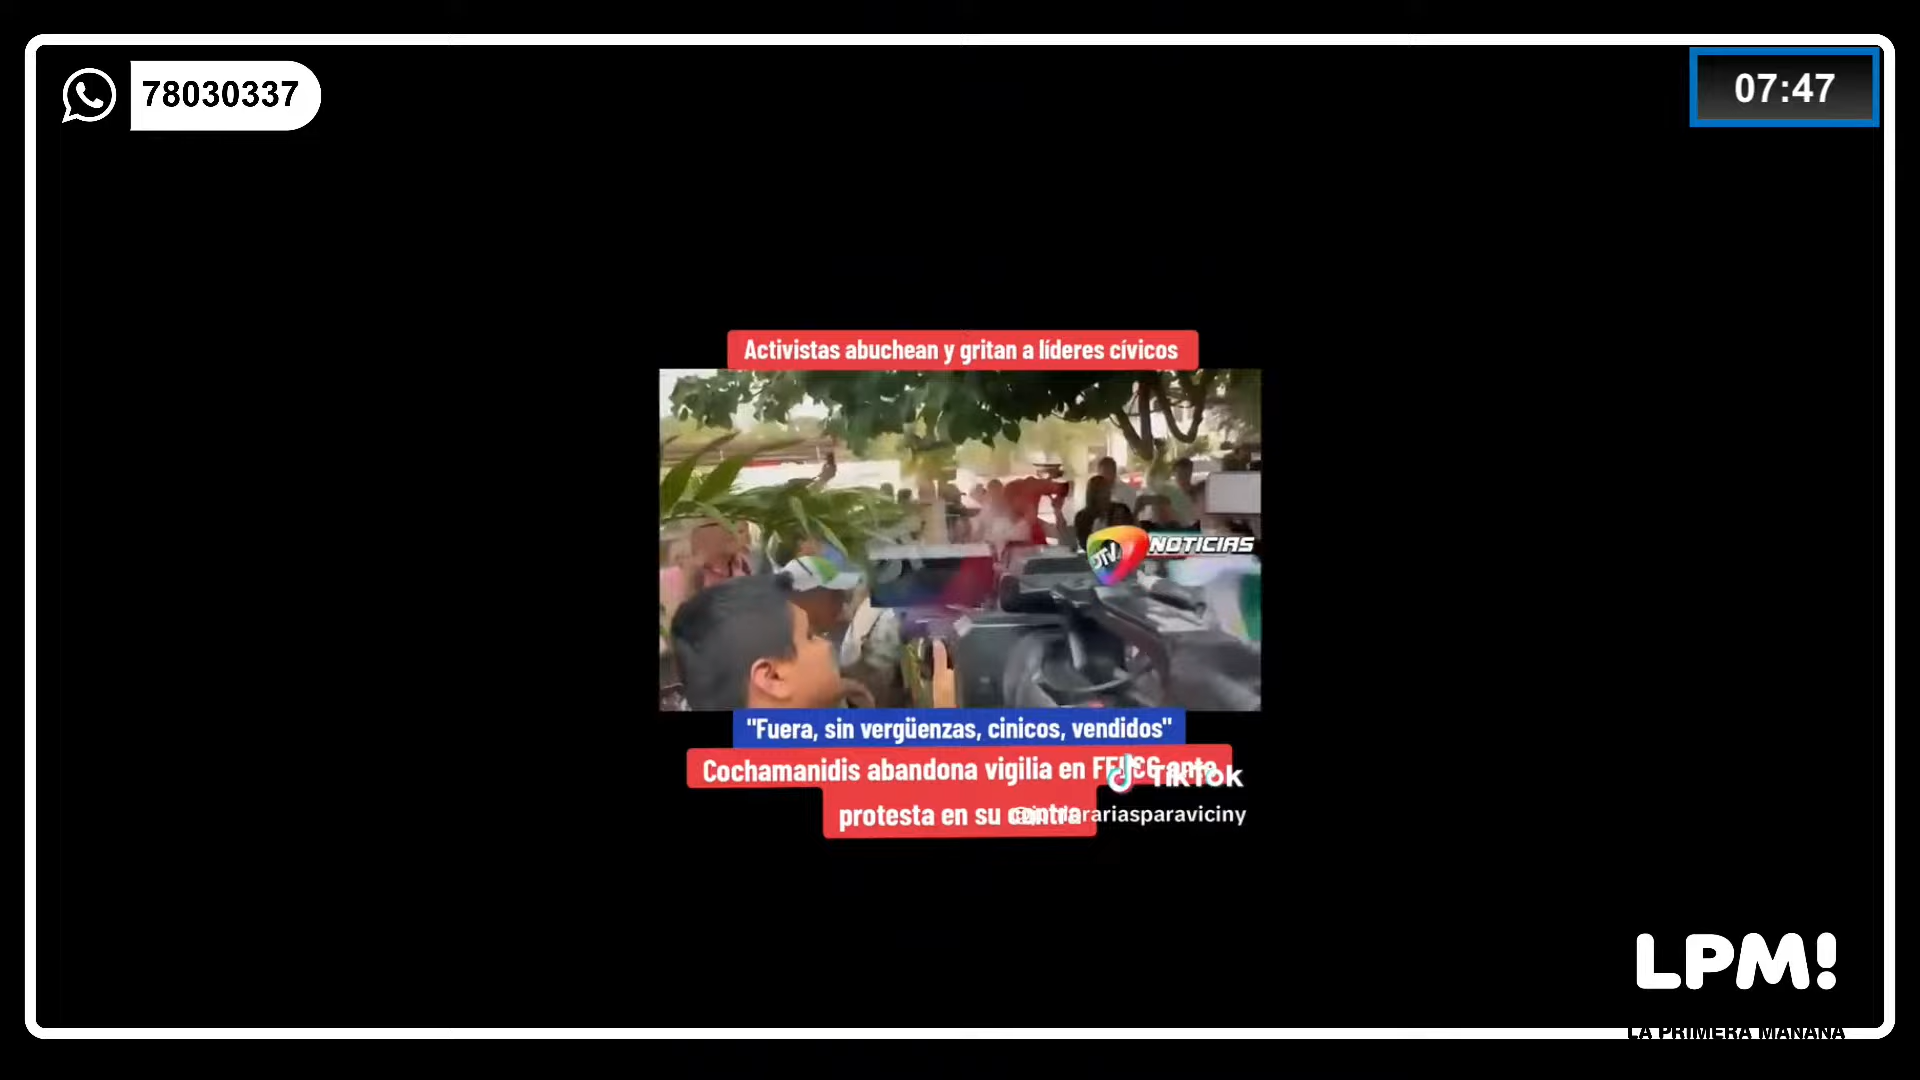 78030337
07:47
Activistas abuchean y gritan a líderes cívicos
NOTICIAS
"Fuera, sin vergüenzas, cinicos, vendidos"
Cochamanidis abandona vigilia en
TikTok
protesta en su contra
LPM!
LA PRIMERA MAÑANA